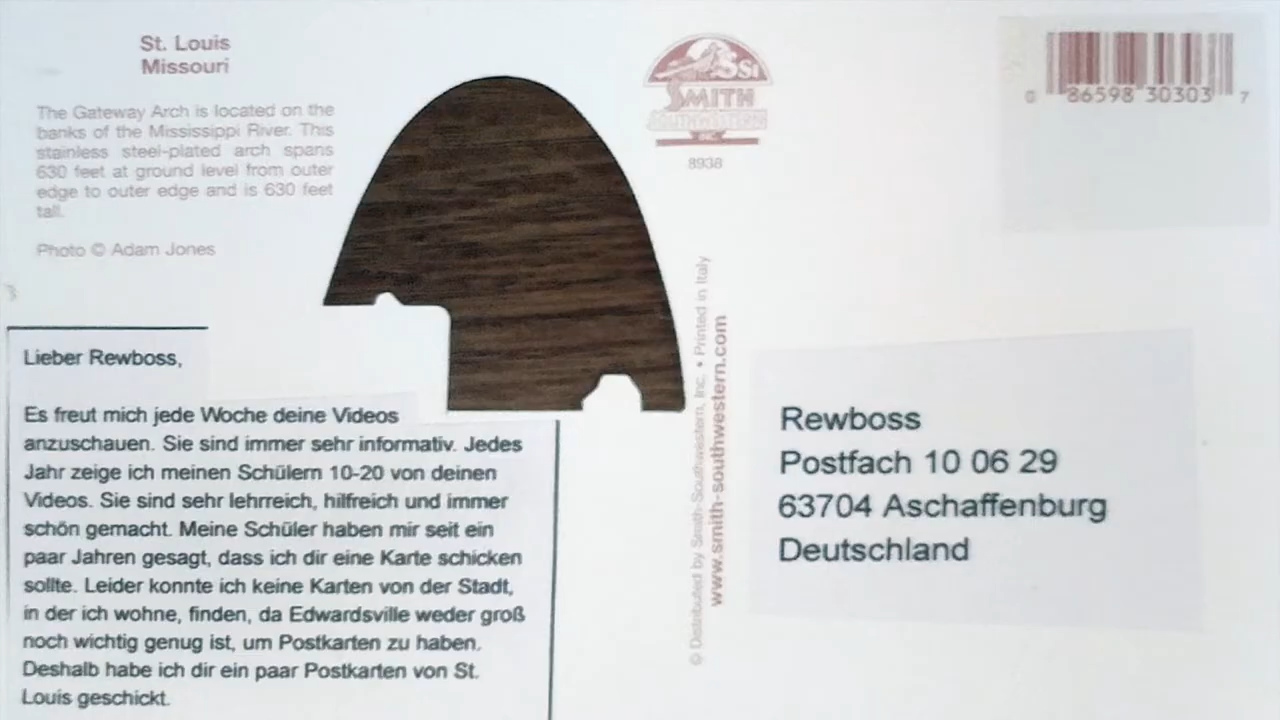 St. Louis
Missouri
The Gateway Arch is located on the
banks of the Mississippi River. This
stainless steel-plated arch spans
630 feet at ground level from outer
edge to outer edge and is 630 feet
tall.
Photo © Adam Jones
Lieber Rewboss,
Es freut mich jede Woche deine Videos
anzuschauen. Sie sind immer sehr informativ. Jedes
Jahr zeige ich meinen Schülern 10-20 von deinen
Videos. Sie sind sehr lehrreich, hilfreich und immer
schön gemacht. Meine Schüler haben mir seit ein
paar Jahren gesagt, dass ich dir eine Karte schicken
sollte. Leider konnte ich keine Karten von der Stadt,
in der ich wohne, finden, da Edwardsville weder groß
noch wichtig genug ist, um Postkarten zu haben.
Deshalb habe ich dir ein paar Postkarten von St.
Louis geschickt.
SSI
SMITH
SOUTHWESTERN
INC
8938
© Distributed by Smith-Southwestern, Inc. • Printed in Italy
www.smith-southwestern.com
0 86598 30303 7
Rewboss
Postfach 10 06 29
63704 Aschaffenburg
Deutschland